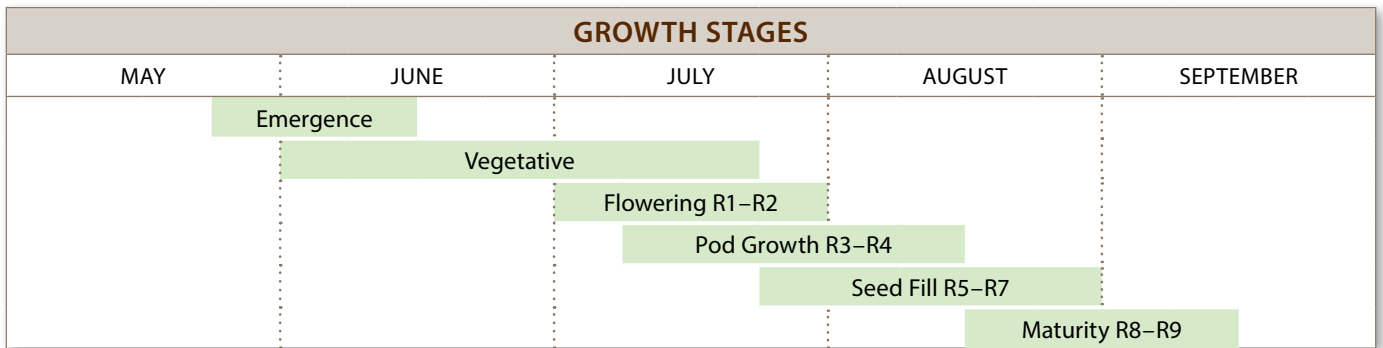 GROWTH STAGES
MAY JUNE JULY AUGUST SEPTEMBER
Emergence
Vegetative
Flowering R1–R2
Pod Growth R3–R4
Seed Fill R5–R7
Maturity R8–R9